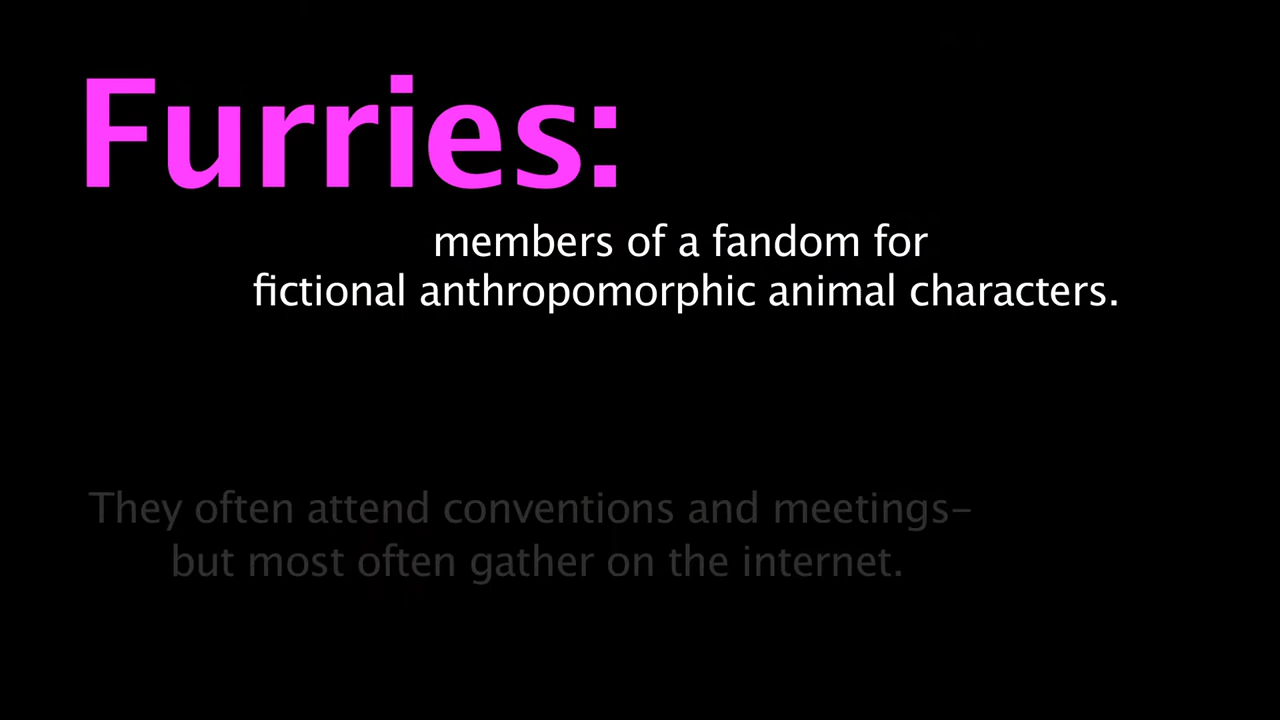 Furries:
members of a fandom for
fictional anthropomorphic animal characters.
They often attend conventions and meetings-
but most often gather on the internet.